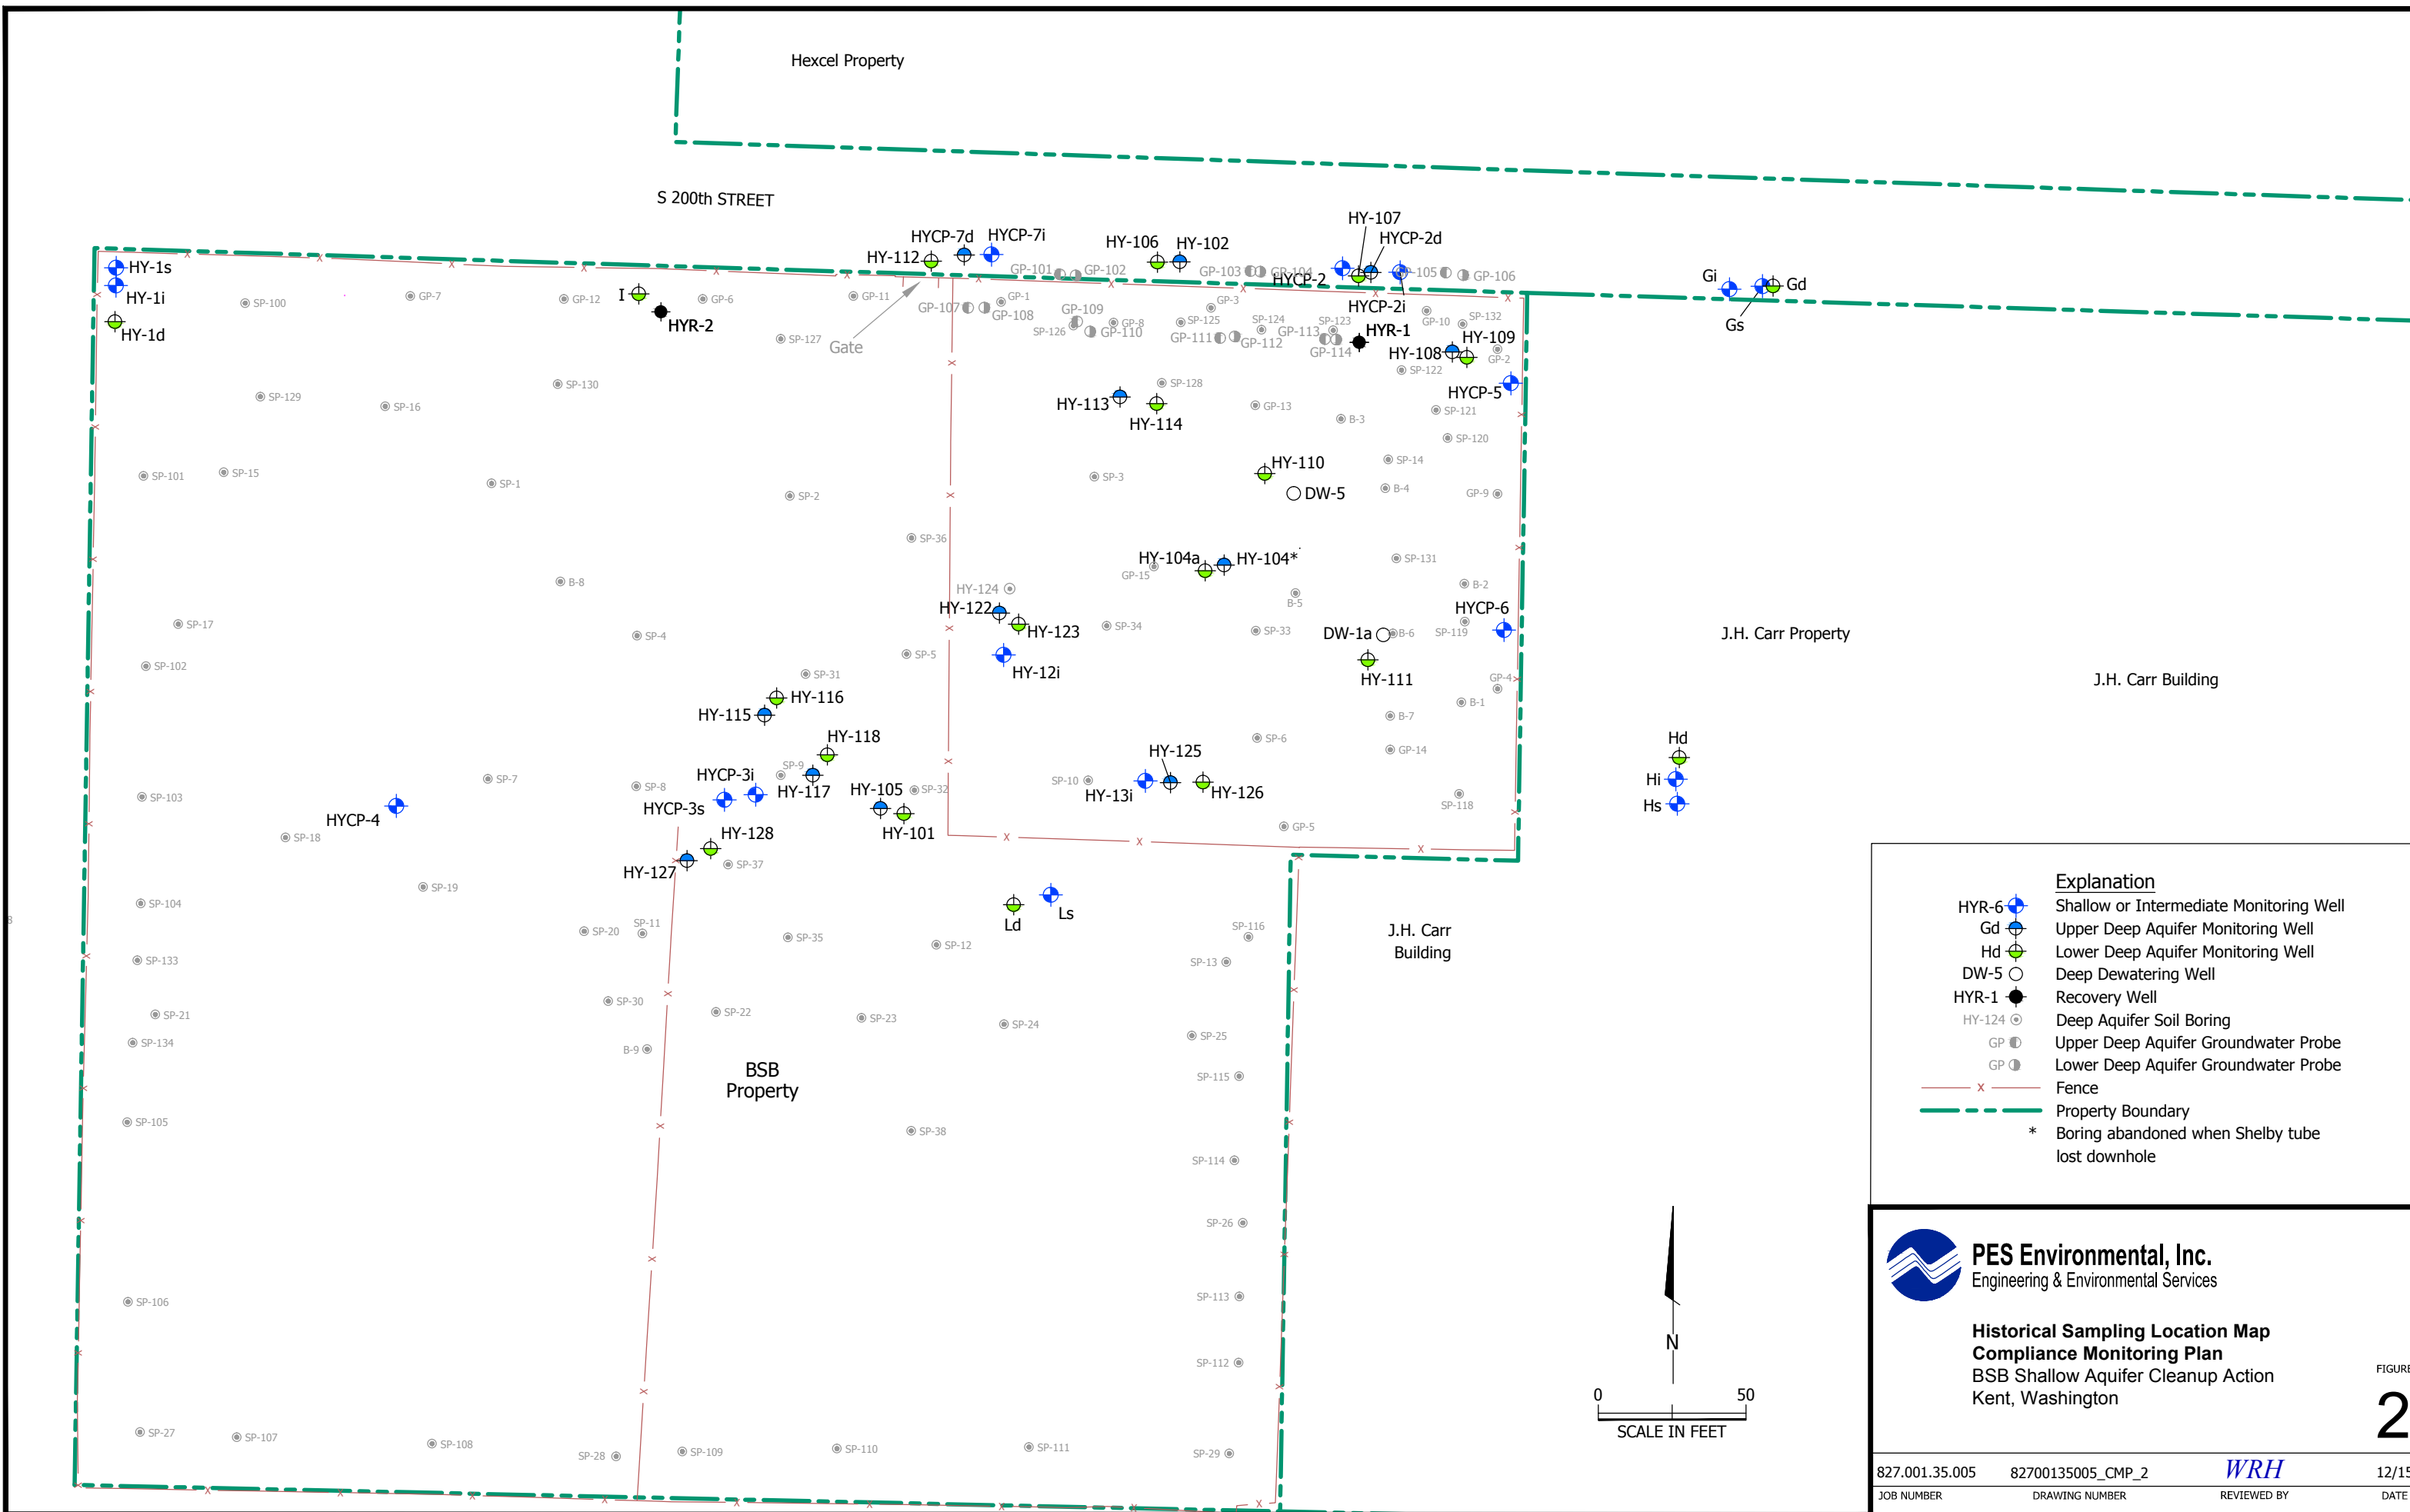 Hexcel Property
S 200th STREET
HY-107
HYCP-2d
HYCP-7d
HYCP-7i
HY-106
HY-102
HY-112
GP-101
GP-102
GP-103
GP-104
GP-105
GP-106
HYCP-2
HYCP-2i
Gi
Gd
Gs
HY-1s
HY-1i
HY-1d
SP-100
GP-7
GP-12
I
GP-6
HYR-2
GP-11
Gate
GP-107
GP-108
GP-1
GP-109
SP-126
GP-110
GP-8
SP-125
GP-3
SP-124
GP-111
GP-112
GP-113
SP-123
GP-114
HYR-1
GP-10
SP-132
HY-109
HY-108
GP-2
SP-122
HYCP-5
SP-127
SP-129
SP-16
SP-130
HY-113
HY-114
SP-128
GP-13
B-3
SP-121
SP-120
SP-101
SP-15
SP-1
SP-2
SP-3
HY-110
DW-5
SP-14
B-4
GP-9
SP-36
HY-104a
HY-104*
GP-15
SP-131
B-8
HY-124
B-5
B-2
HY-122
HY-123
HYCP-6
SP-17
SP-4
SP-34
SP-33
DW-1a
B-6
SP-119
J.H. Carr Property
SP-102
SP-5
HY-12i
HY-111
SP-31
GP-4
J.H. Carr Building
HY-116
HY-115
B-1
B-7
HY-118
SP-6
GP-14
Hd
Hi
Hs
SP-7
SP-8
HYCP-3i
SP-9
HY-117
HY-125
SP-10
HY-13i
HY-126
SP-103
HYCP-4
HYCP-3s
HY-105
SP-32
HY-101
SP-118
SP-18
HY-128
GP-5
HY-127
SP-37
SP-19
SP-104
Ld
Ls
SP-11
SP-20
SP-35
SP-12
SP-116
SP-13
J.H. Carr
Building
SP-133
SP-30
SP-21
SP-22
SP-23
SP-24
SP-25
SP-134
B-9
BSB
Property
SP-115
SP-105
SP-38
SP-114
SP-26
SP-106
SP-113
SP-112
SP-27
SP-107
SP-108
SP-28
SP-109
SP-110
SP-111
SP-29
N
0 50
SCALE IN FEET
Explanation
HYR-6 Shallow or Intermediate Monitoring Well
Gd Upper Deep Aquifer Monitoring Well
Hd Lower Deep Aquifer Monitoring Well
DW-5 Deep Dewatering Well
HYR-1 Recovery Well
HY-124 Deep Aquifer Soil Boring
GP Upper Deep Aquifer Groundwater Probe
GP Lower Deep Aquifer Groundwater Probe
x Fence
Property Boundary
* Boring abandoned when Shelby tube
lost downhole
PES Environmental, Inc.
Engineering & Environmental Services
Historical Sampling Location Map
Compliance Monitoring Plan
BSB Shallow Aquifer Cleanup Action
Kent, Washington
FIGURE
2
827.001.35.005 82700135005_CMP_2 WRH 12/15
JOB NUMBER DRAWING NUMBER REVIEWED BY DATE